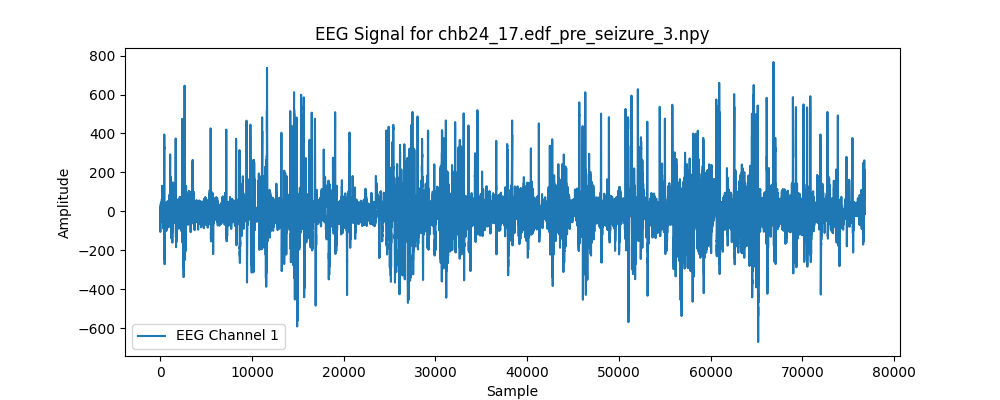 EEG Signal for chb24_17.edf_pre_seizure_3.npy
800
600
400
200
0
−200
−400
−600
Amplitude
EEG Channel 1
0 10000 20000 30000 40000 50000 60000 70000 80000
Sample